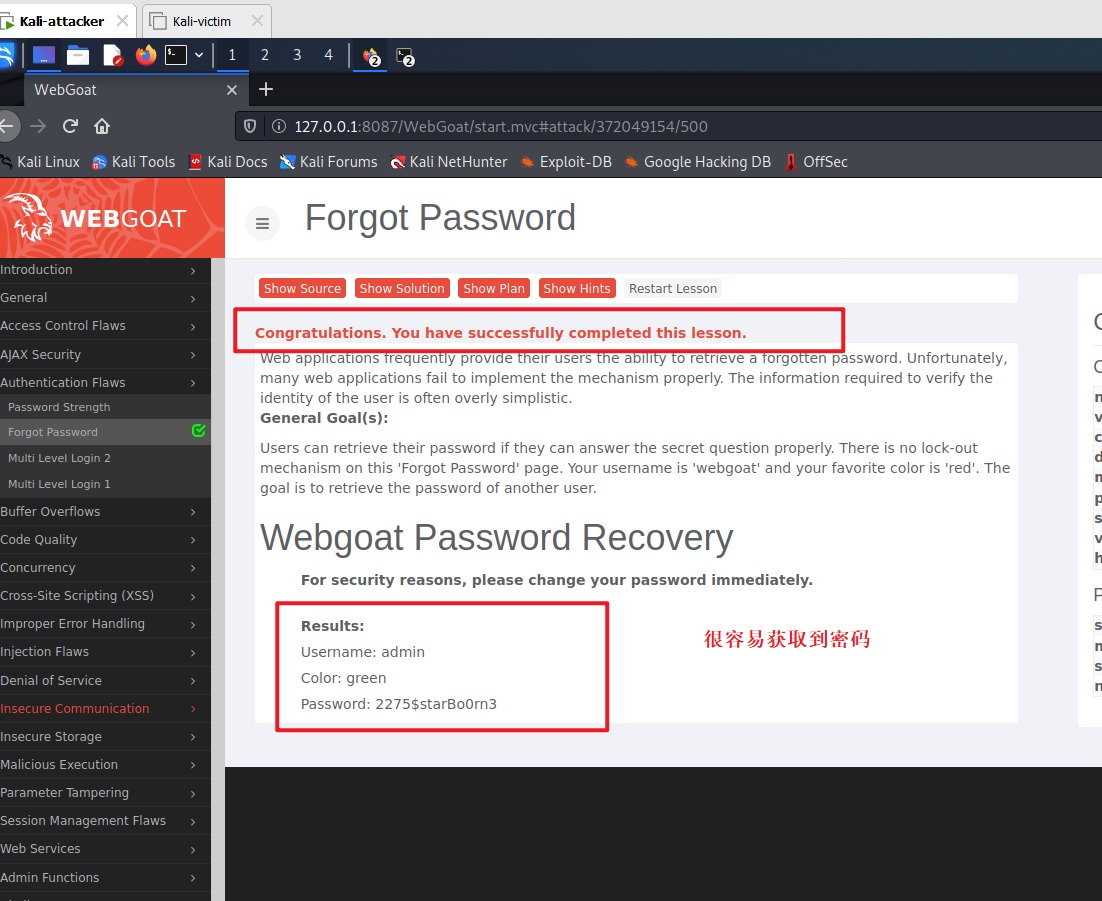 Kali-attacker
Kali-victim
1 2 3 4
2
2
WebGoat
127.0.0.1:8087/WebGoat/start.mvc#attack/372049154/500
Kali Linux Kali Tools Kali Docs Kali Forums Kali NetHunter Exploit-DB Google Hacking DB OffSec
WEBGOAT
Forgot Password
Introduction
General
Access Control Flaws
AJAX Security
Authentication Flaws
Password Strength
Forgot Password
Multi Level Login 2
Multi Level Login 1
Buffer Overflows
Code Quality
Concurrency
Cross-Site Scripting (XSS)
Improper Error Handling
Injection Flaws
Denial of Service
Insecure Communication
Insecure Storage
Malicious Execution
Parameter Tampering
Session Management Flaws
Web Services
Admin Functions
Show Source Show Solution Show Plan Show Hints Restart Lesson
Congratulations. You have successfully completed this lesson.
Web applications frequently provide their users the ability to retrieve a forgotten password. Unfortunately,
many web applications fail to implement the mechanism properly. The information required to verify the
identity of the user is often overly simplistic.
General Goal(s):
Users can retrieve their password if they can answer the secret question properly. There is no lock-out
mechanism on this 'Forgot Password' page. Your username is 'webgoat' and your favorite color is 'red'. The
goal is to retrieve the password of another user.
Webgoat Password Recovery
For security reasons, please change your password immediately.
Results:
Username: admin
Color: green
Password: 2275$starBo0rn3
很容易获取到密码